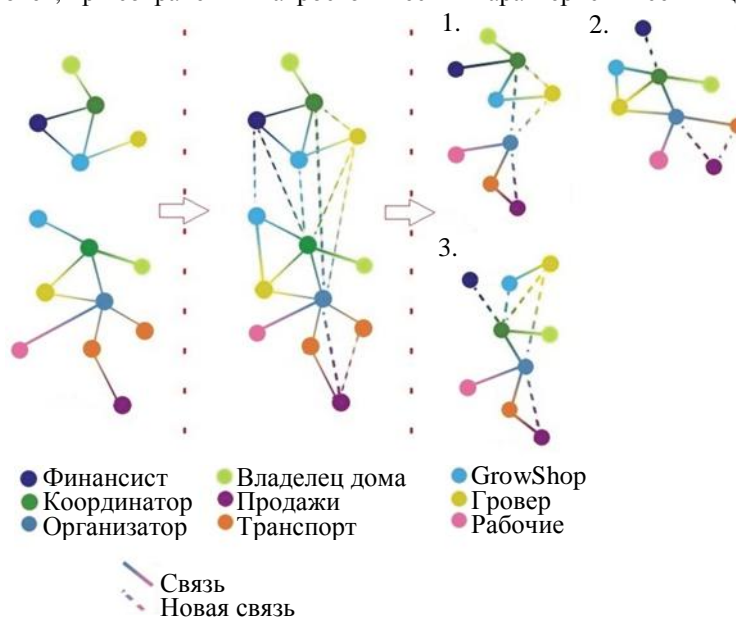 1.
2.
3.
Финансист
Владелец дома
GrowShop
Координатор
Продажи
Гровер
Организатор
Транспорт
Рабочие
Связь
Новая связь